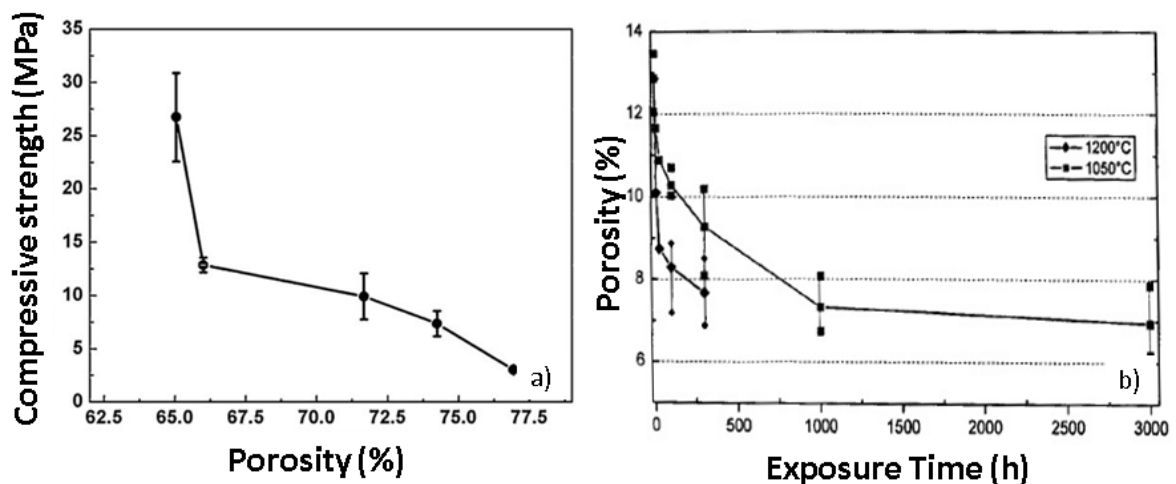 Compressive strength (MPa)
35
30
25
20
15
10
5
0
62.5 65.0 67.5 70.0 72.5 75.0 77.5
Porosity (%)
a)
Porosity (%)
14
12
10
8
6
1200°C
1050°C
0 500 1000 1500 2000 2500 3000
Exposure Time (h)
b)